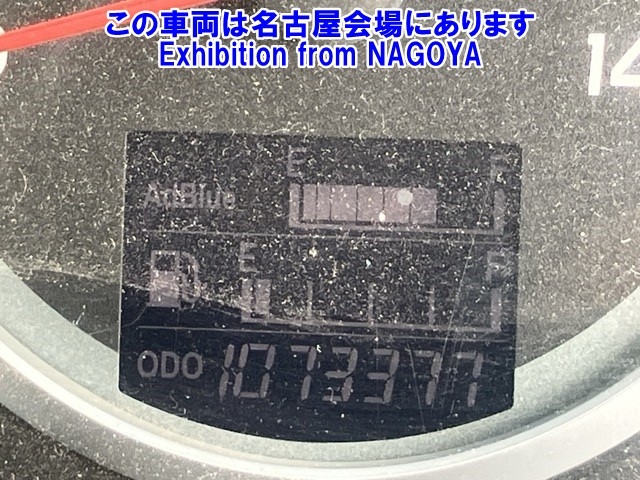 この車両は名古屋会場にあります
Exhibition from NAGOYA
14
E F
AdBlue
E F
ODO 1073377